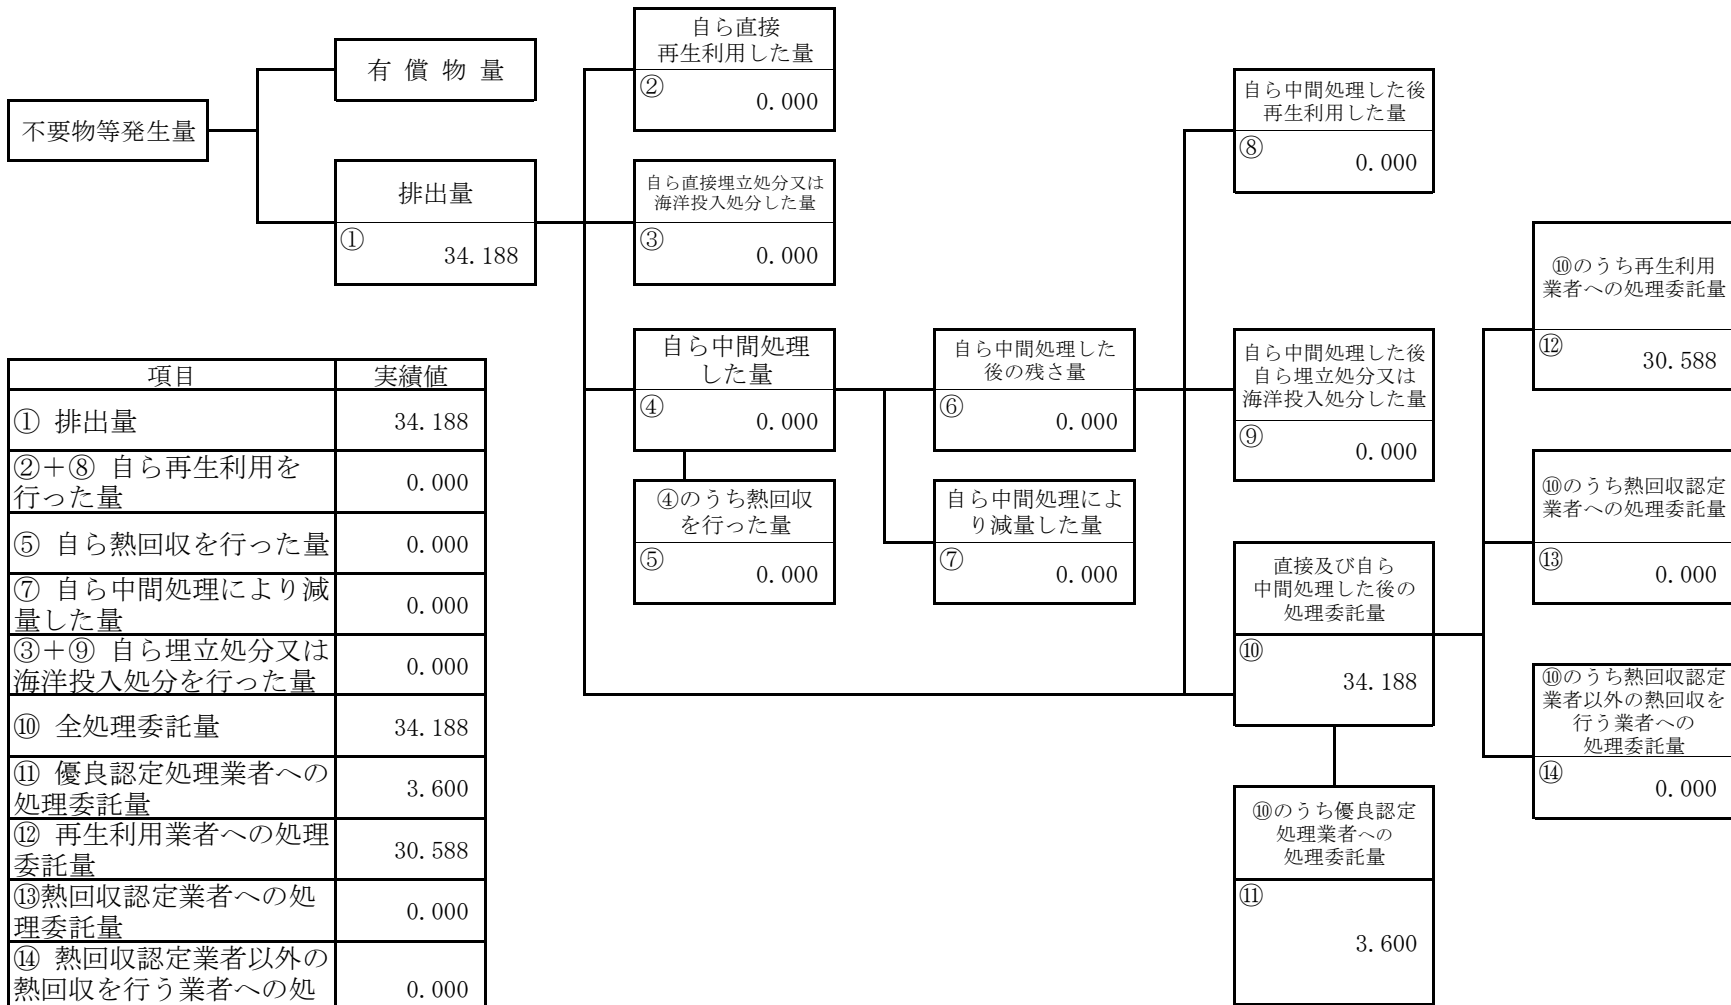 不要物等発生量
有 償 物 量
排出量
①
34.188
自ら直接
再生利用した量
②
0.000
自ら直接埋立処分又は
海洋投入処分した量
③
0.000
自ら中間処理
した量
④
0.000
④のうち熱回収
を行った量
⑤
0.000
自ら中間処理した
後の残さ量
⑥
0.000
自ら中間処理によ
り減量した量
⑦
0.000
自ら中間処理した後
再生利用した量
⑧
0.000
自ら中間処理した後
自ら埋立処分又は
海洋投入処分した量
⑨
0.000
直接及び自ら
中間処理した後の
処理委託量
⑩
34.188
⑩のうち優良認定
処理業者への
処理委託量
⑪
3.600
⑩のうち再生利用
業者への処理委託量
⑫
30.588
⑩のうち熱回収認定
業者への処理委託量
⑬
0.000
⑩のうち熱回収認定
業者以外の熱回収を
行う業者への
処理委託量
⑭
0.000
項目 実績値
① 排出量 34.188
②＋⑧ 自ら再生利用を
行った量 0.000
⑤ 自ら熱回収を行った量 0.000
⑦ 自ら中間処理により減
量した量 0.000
③＋⑨ 自ら埋立処分又は
海洋投入処分を行った量 0.000
⑩ 全処理委託量 34.188
⑪ 優良認定処理業者への
処理委託量 3.600
⑫ 再生利用業者への処理
委託量 30.588
⑬熱回収認定業者への処
理委託量 0.000
⑭ 熱回収認定業者以外の
熱回収を行う業者への処 0.000